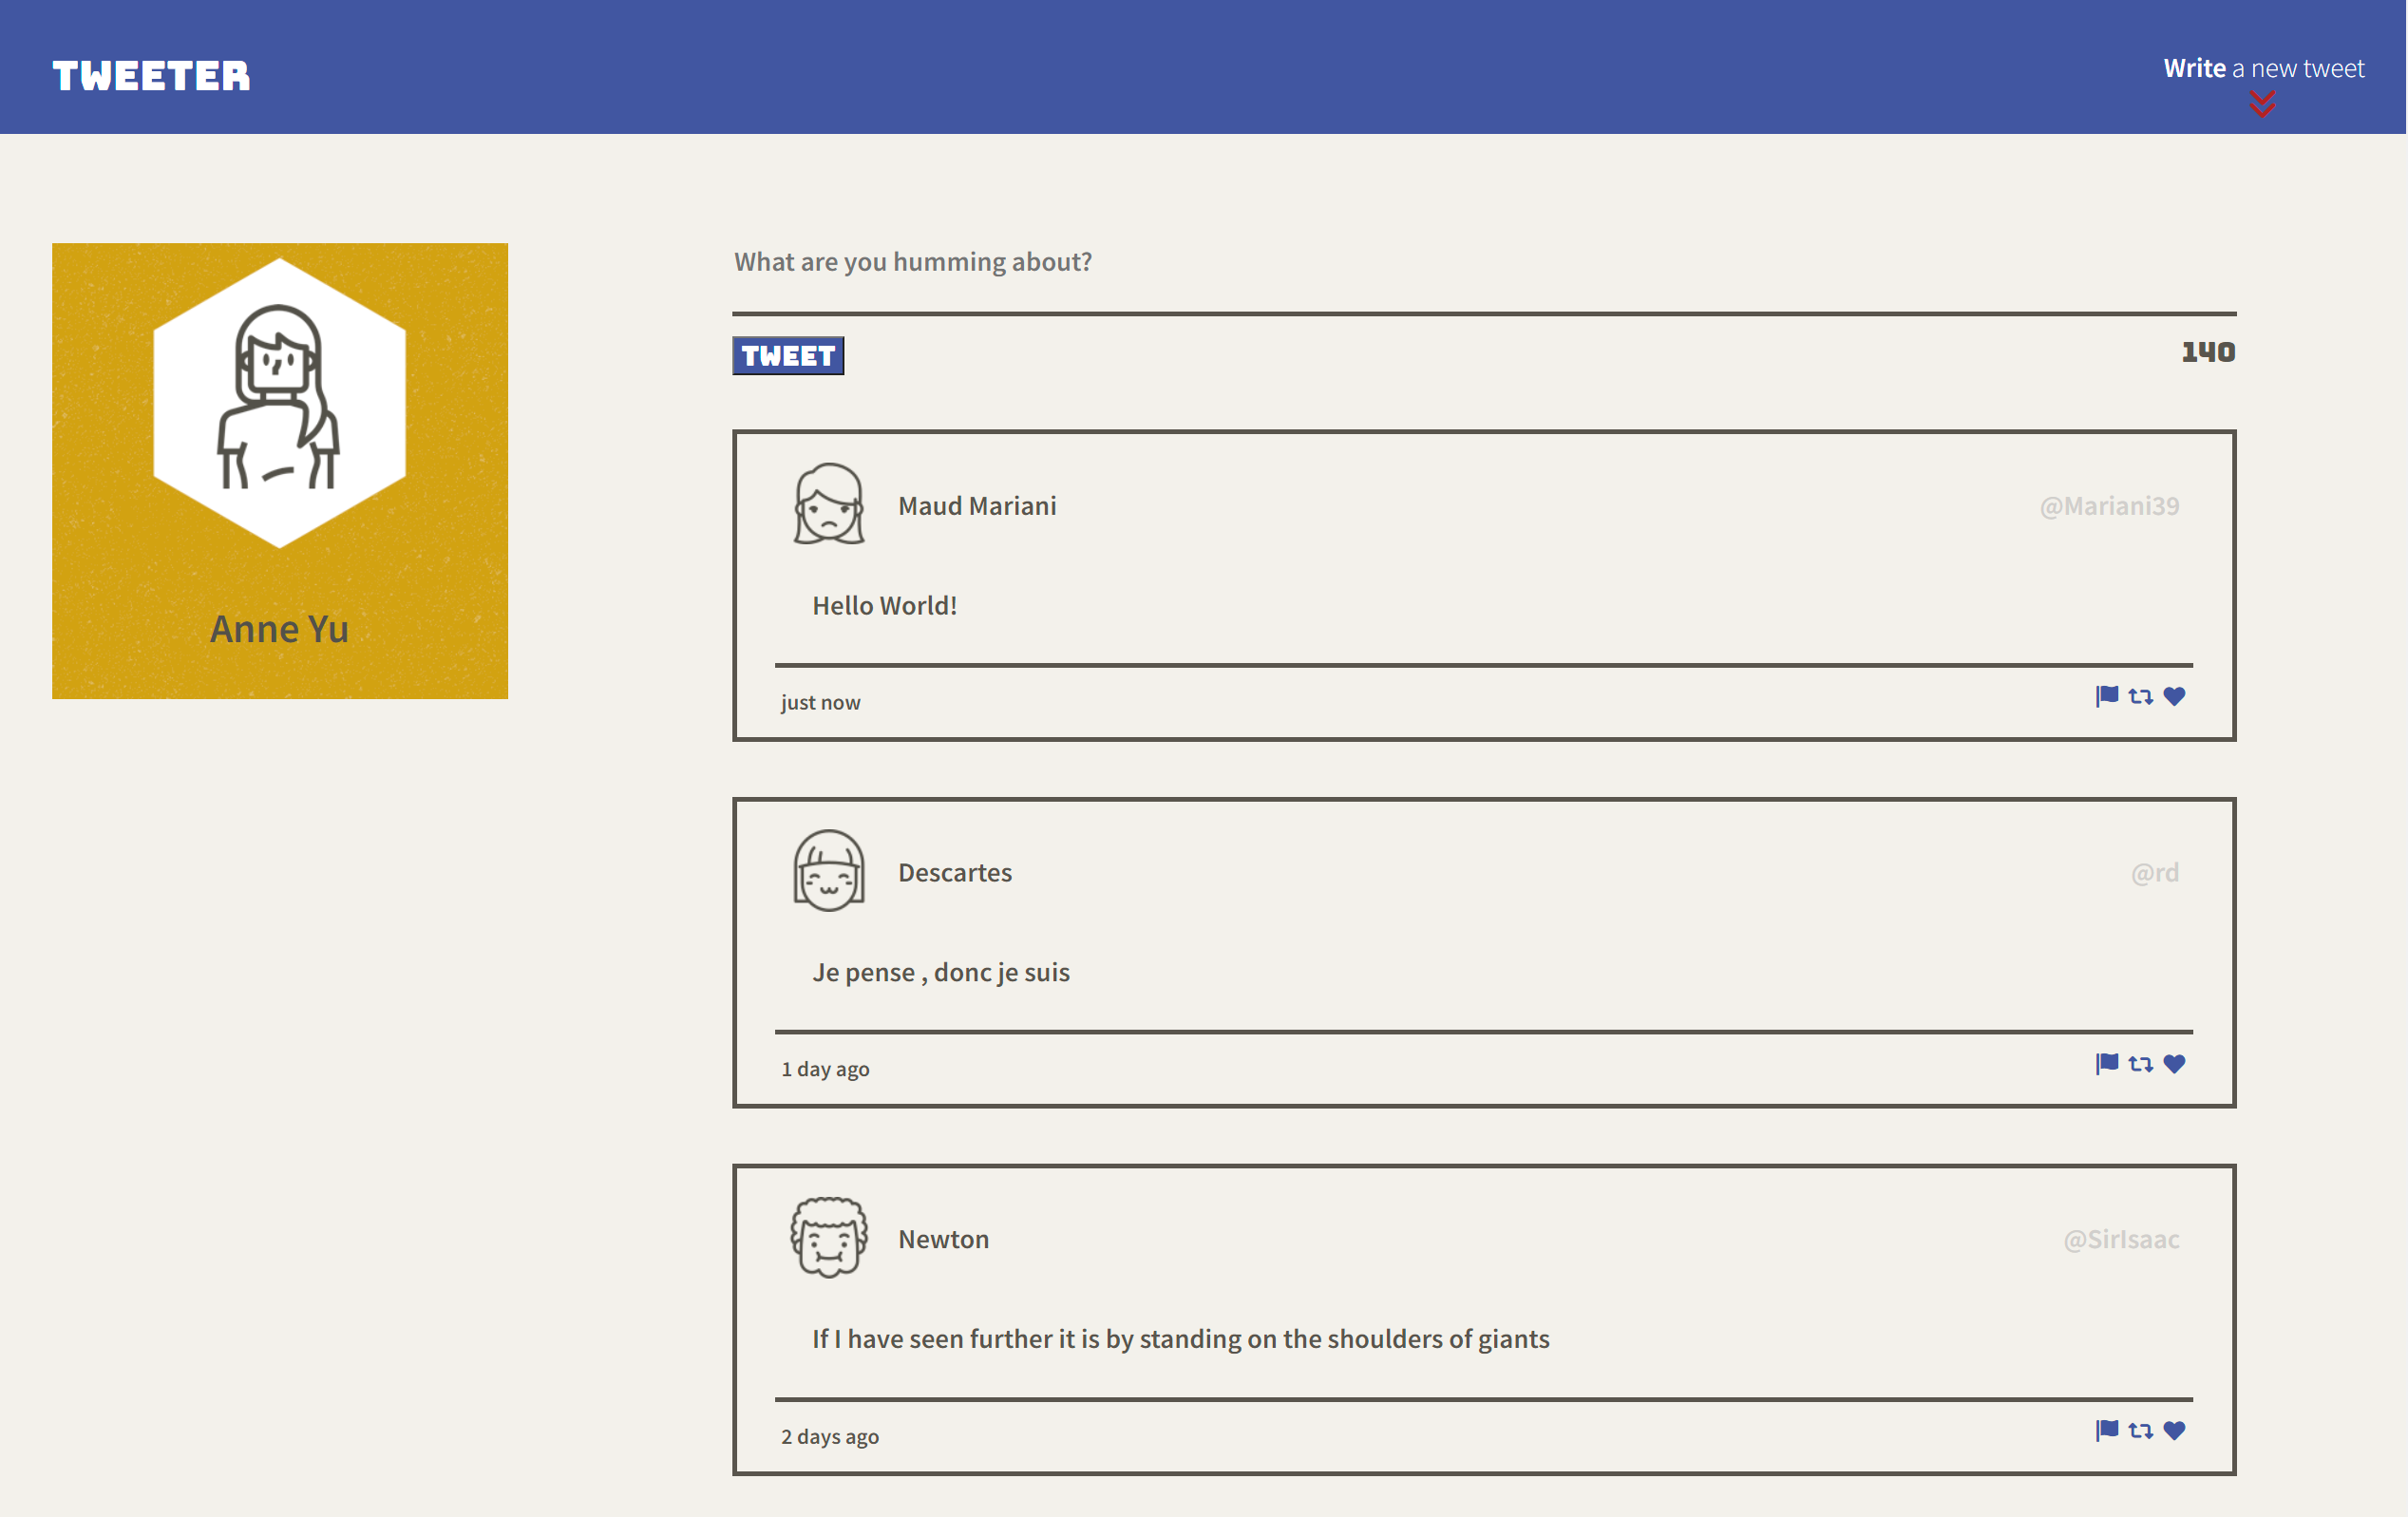 TWEETER
Write a new tweet
Anne Yu
What are you humming about?
TWEET
140
Maud Mariani
@Mariani39
Hello World!
just now
Descartes
@rd
Je pense , donc je suis
1 day ago
Newton
@SirIsaac
If I have seen further it is by standing on the shoulders of giants
2 days ago